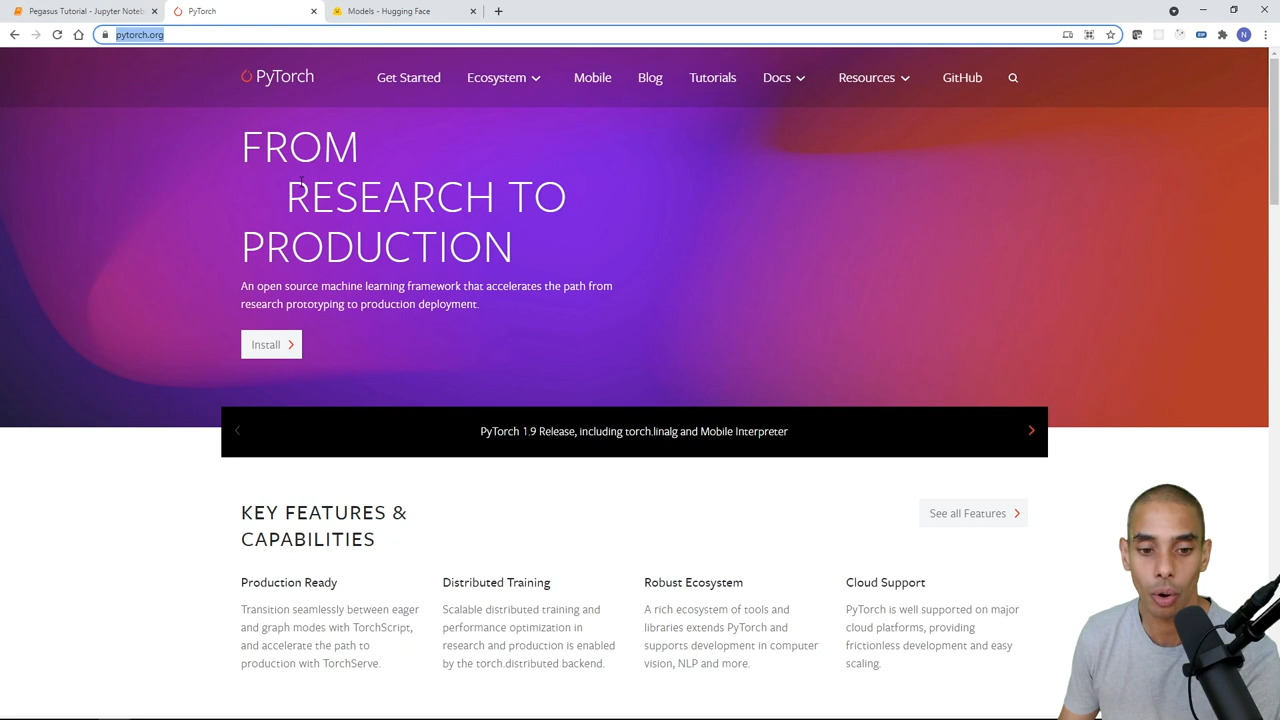 Pegasus Tutorial - Jupyter Noteb
PyTorch
Models - Hugging Face
pytorch.org
EIP
N
PyTorch
Get Started
Ecosystem
Mobile
Blog
Tutorials
Docs
Resources
GitHub
FROM
RESEARCH TO
PRODUCTION
An open source machine learning framework that accelerates the path from
research prototyping to production deployment.
Install
PyTorch 1.9 Release, including torch.linalg and Mobile Interpreter
KEY FEATURES &
CAPABILITIES
See all Features
Production Ready
Transition seamlessly between eager
and graph modes with TorchScript,
and accelerate the path to
production with TorchServe.
Distributed Training
Scalable distributed training and
performance optimization in
research and production is enabled
by the torch.distributed backend.
Robust Ecosystem
A rich ecosystem of tools and
libraries extends PyTorch and
supports development in computer
vision, NLP and more.
Cloud Support
PyTorch is well supported on major
cloud platforms, providing
frictionless development and easy
scaling.